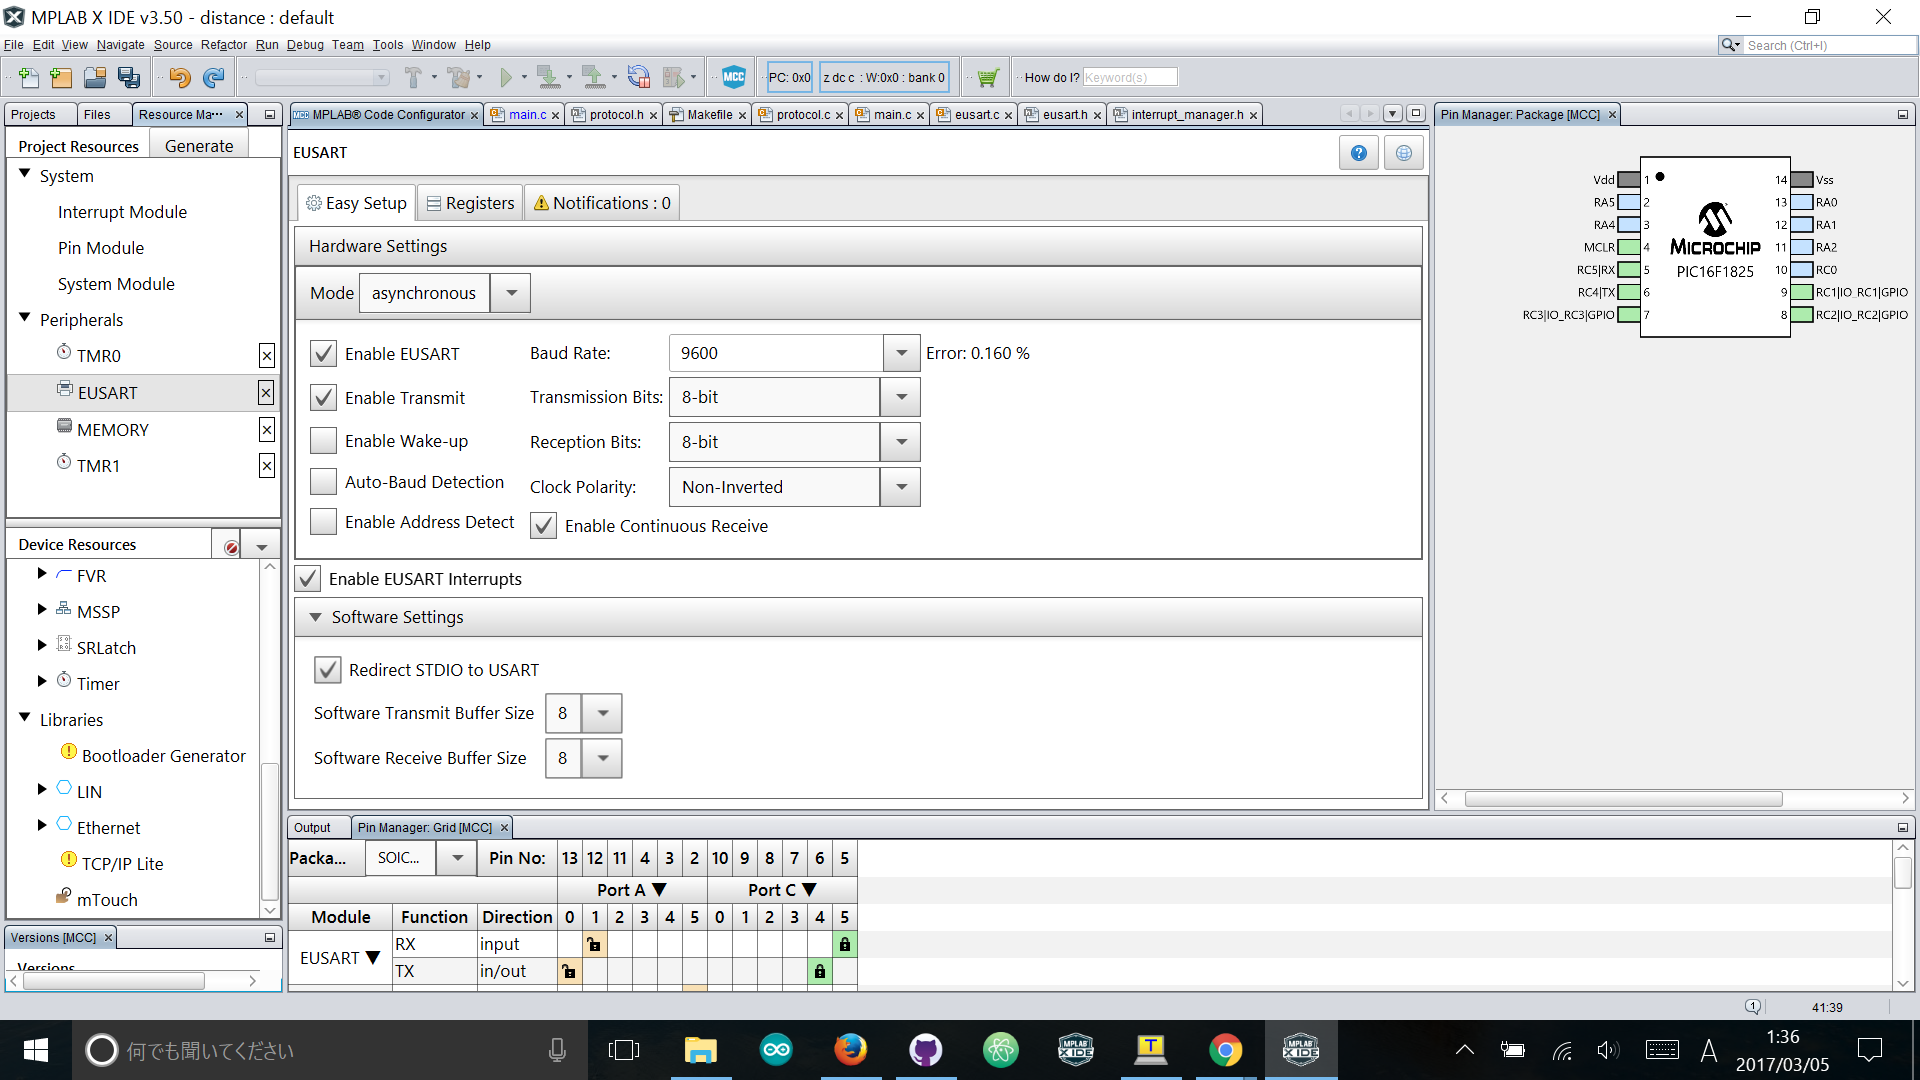 MPLAB X IDE v3.50 - distance : default
File Edit View Navigate Source Refactor Run Debug Team Tools Window Help
Search (Ctrl+I)
MCC
PC: 0x0
z dc c : W:0x0 : bank 0
How do I?
Keyword(s)
Projects
Files
Resource Ma...
MCC MPLAB® Code Configurator
main.c
protocol.h
Makefile
protocol.c
main.c
eusart.c
eusart.h
interrupt_manager.h
Pin Manager: Package [MCC]
Project Resources
Generate
System
Interrupt Module
Pin Module
System Module
Peripherals
TMR0
EUSART
MEMORY
TMR1
Device Resources
FVR
MSSP
SRLatch
Timer
Libraries
Bootloader Generator
LIN
Ethernet
TCP/IP Lite
mTouch
Versions [MCC]
Versions
EUSART
Easy Setup
Registers
Notifications : 0
Hardware Settings
Mode asynchronous
Enable EUSART
Baud Rate: 9600 Error: 0.160 %
Enable Transmit
Transmission Bits: 8-bit
Enable Wake-up
Reception Bits: 8-bit
Auto-Baud Detection
Clock Polarity: Non-Inverted
Enable Address Detect
Enable Continuous Receive
Enable EUSART Interrupts
Software Settings
Redirect STDIO to USART
Software Transmit Buffer Size 8
Software Receive Buffer Size 8
Vdd 1 14 Vss
RA5 2 13 RA0
RA4 3 12 RA1
MCLR 4 11 RA2
RC5|RX 5 10 RC0
RC4|TX 6 9 RC1|IO_RC1|GPIO
RC3|IO_RC3|GPIO 7 8 RC2|IO_RC2|GPIO
MICROCHIP
PIC16F1825
Output
Pin Manager: Grid [MCC]
Packa... SOIC... Pin No: 13 12 11 4 3 2 10 9 8 7 6 5
Port A ▼ Port C ▼
Module Function Direction 0 1 2 3 4 5 0 1 2 3 4 5
EUSART ▼
RX input
TX in/out
1
41:39
何でも聞いてください
MPLAB
X IDE
T
MPLAB
X IDE
A
1:36
2017/03/05